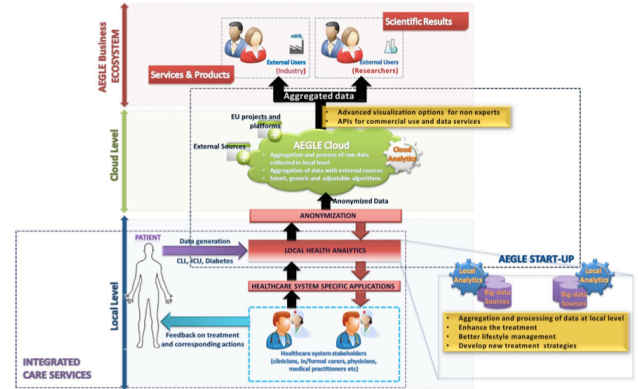 Scientific Results
AEGLE Business
ECOSYSTEM
External Users
(Industry)
External Users
(Researchers)
Services & Products
Aggregated data
• Advanced visualization options for non experts
• APIs for commercial use and data services
EU projects and
platforms
External Sources
Cloud Level
AEGLE Cloud
• Aggregation and process of raw data
collected in local level
• Aggregation of data with external sources
• Smart, generic and adjustable algorithms
Cloud
Analytics
Anonymized Data
ANONYMIZATION
PATIENT
Data generation
CLL, ICU, Diabetes
LOCAL HEALTH ANALYTICS
HEALTHCARE SYSTEM SPECIFIC APPLICATIONS
Local Level
Feedback on treatment
and corresponding actions
Healthcare system stakeholders
(clinicians, in/formal carers, physicians,
medical practitioners etc)
INTEGRATED
CARE SERVICES
AEGLE START-UP
Local
Analytics
Big-data
Sources
Local
Analytics
Big-data
Sources
• Aggregation and processing of data at local level
• Enhance the treatment
• Better lifestyle management
• Develop new treatment strategies